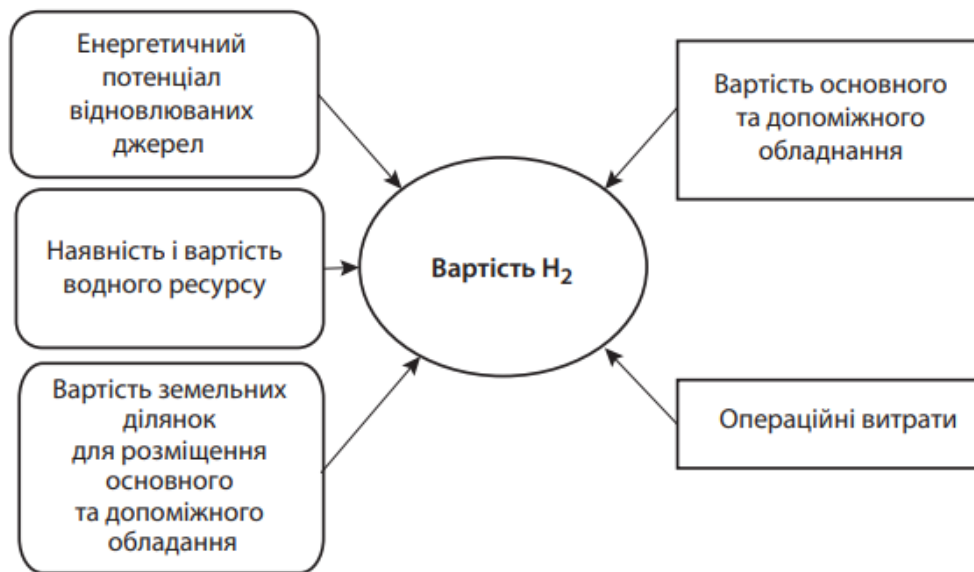 Енергетичний
потенціал
відновлюваних
джерел
Наявність і вартість
водного ресурсу
Вартість земельних
ділянок
для розміщення
основного
та допоміжного
обладання
Вартість H₂
Вартість основного
та допоміжного
обладнання
Операційні витрати